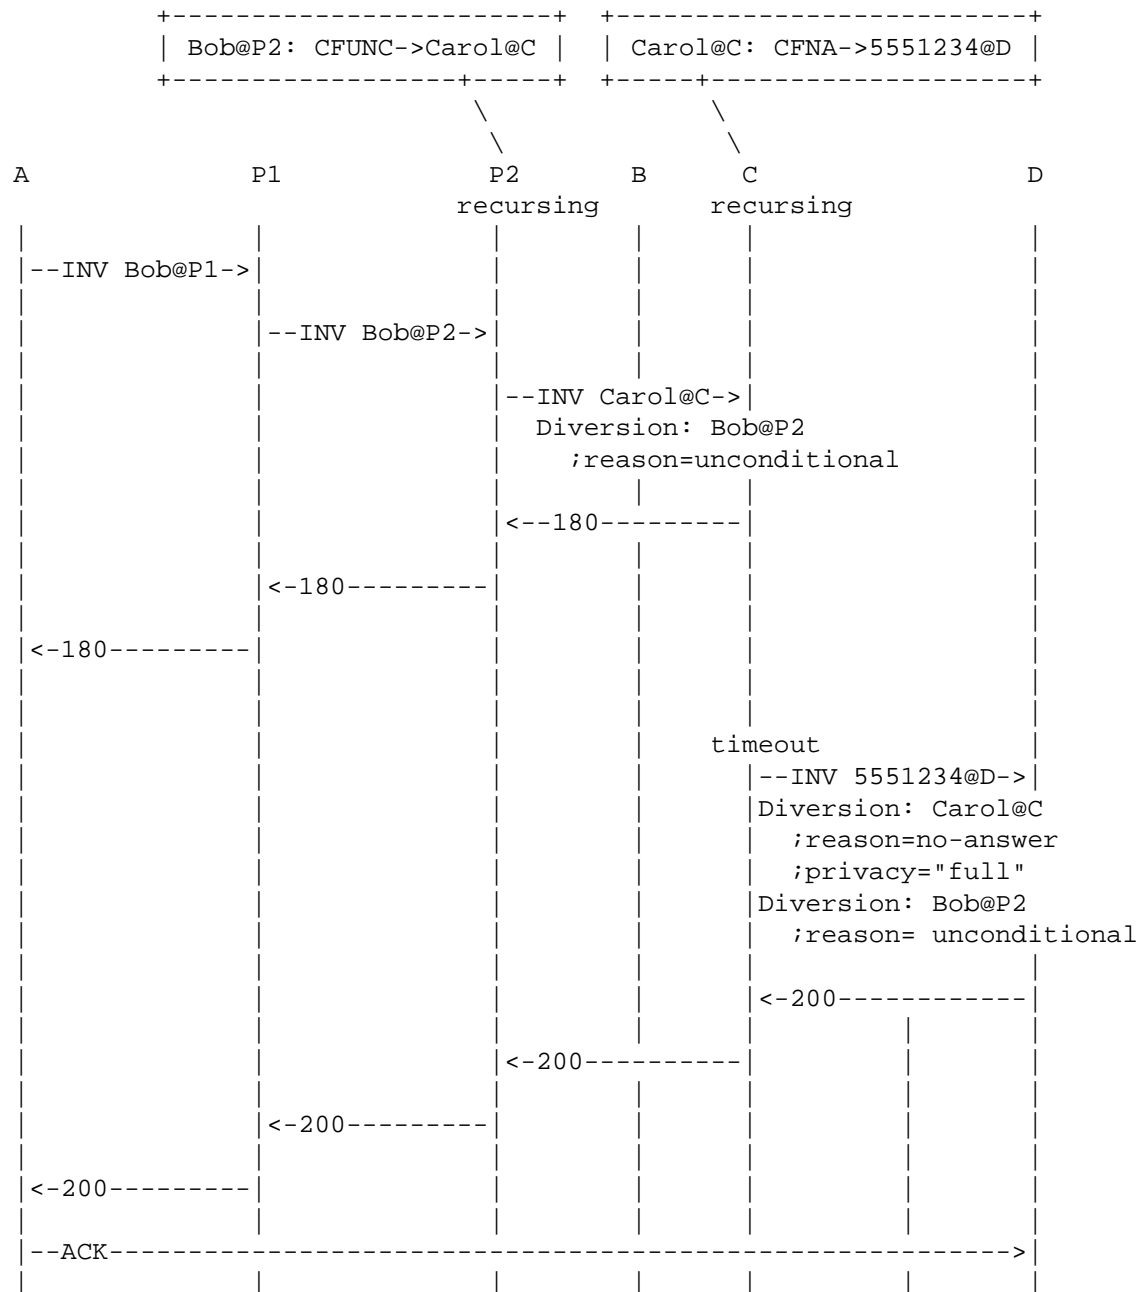 Bob@P2: CFUNC->Carol@C Carol@C: CFNA->5551234@D
A P1 P2 B C D
recursing recursing
--INV Bob@P1->
--INV Bob@P2->
--INV Carol@C->
Diversion: Bob@P2
;reason=unconditional
<--180---------
<-180---------
<-180---------
timeout
--INV 5551234@D->
Diversion: Carol@C
;reason=no-answer
;privacy="full"
Diversion: Bob@P2
;reason= unconditional
<-200------------
<-200----------
<-200---------
<-200---------
--ACK--------------------------------------------------------->